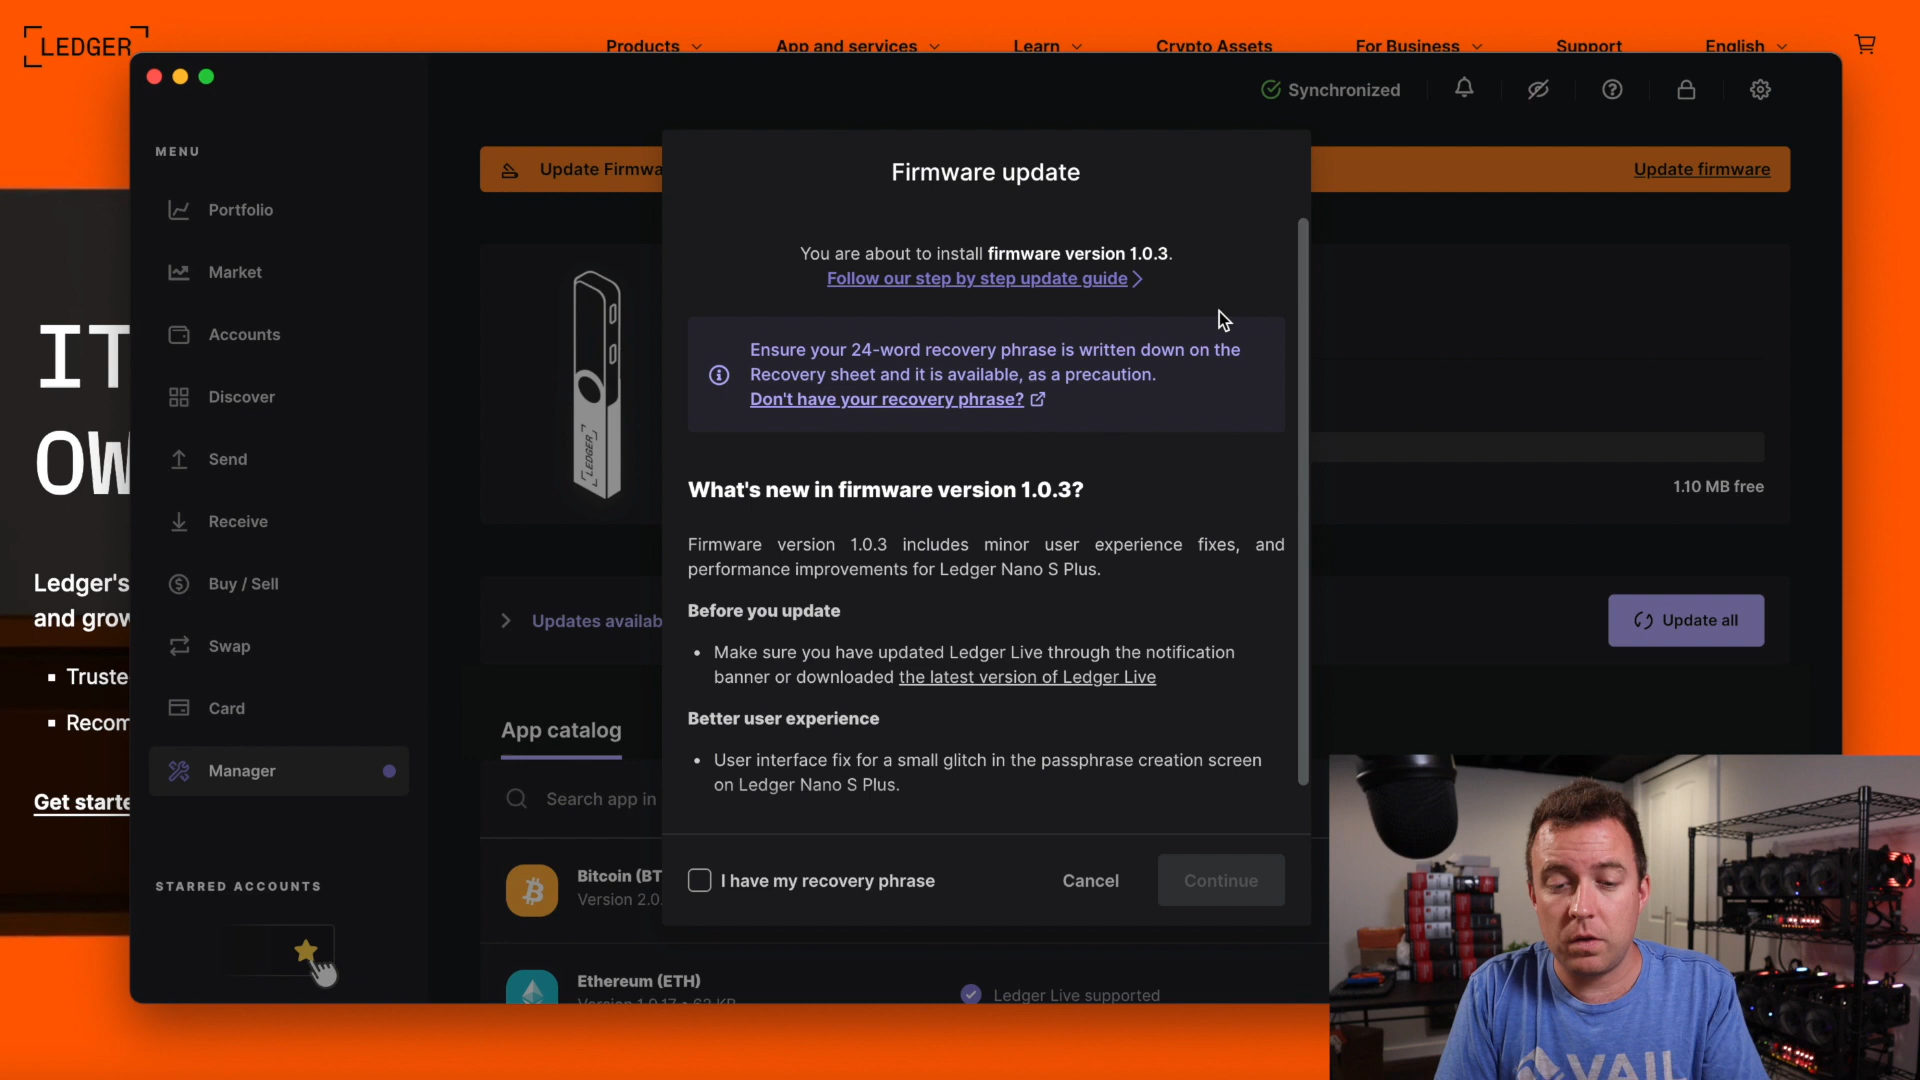 LEDGER
Products
App and services
Learn
Crypto Assets
For Business
Support
English
Synchronized
MENU
Portfolio
Market
Accounts
Discover
Send
Receive
Buy / Sell
Swap
Card
Manager
STARRED ACCOUNTS
IT
OW
Ledger's
and grow
Truste
Recom
Get starte
Update Firmwa
Update firmware
LEDGER
1.10 MB free
Updates availab
Update all
App catalog
Search app in
Bitcoin (BT
Version 2.0.
Ethereum (ETH)
Version 1.9.17 • 63 KB
Ledger Live supported
Firmware update
You are about to install firmware version 1.0.3.
Follow our step by step update guide
Ensure your 24-word recovery phrase is written down on the
Recovery sheet and it is available, as a precaution.
Don't have your recovery phrase?
What's new in firmware version 1.0.3?
Firmware version 1.0.3 includes minor user experience fixes, and
performance improvements for Ledger Nano S Plus.
Before you update
• Make sure you have updated Ledger Live through the notification
banner or downloaded the latest version of Ledger Live
Better user experience
• User interface fix for a small glitch in the passphrase creation screen
on Ledger Nano S Plus.
I have my recovery phrase
Cancel
Continue
VAIL